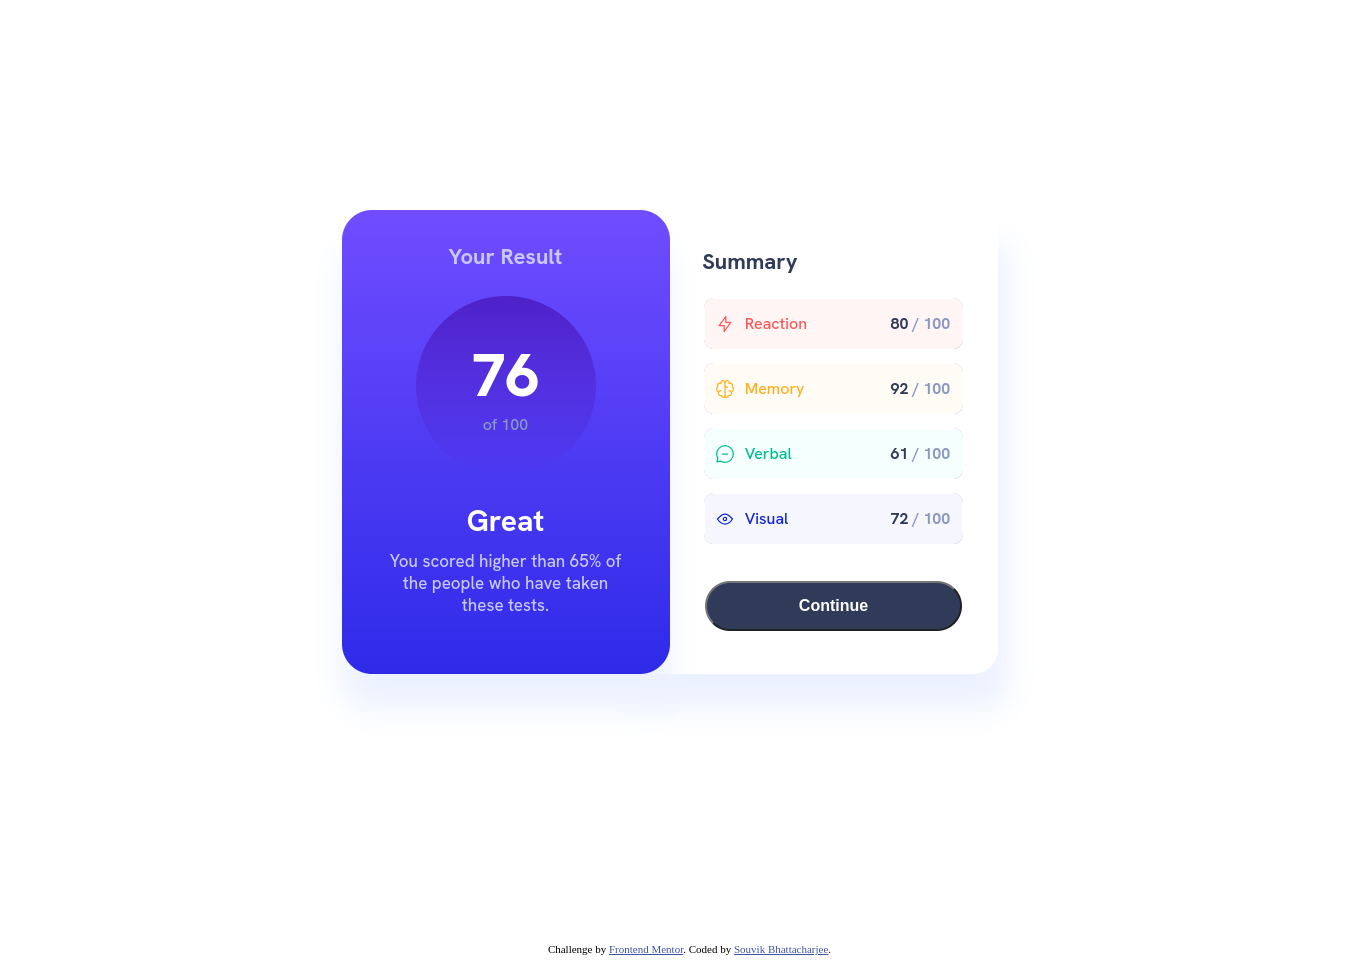 Your Result
76
of 100
Great
You scored higher than 65% of
the people who have taken
these tests.
Summary
Reaction 80 / 100
Memory 92 / 100
Verbal 61 / 100
Visual 72 / 100
Continue
Challenge by Frontend Mentor. Coded by Souvik Bhattacharjee.